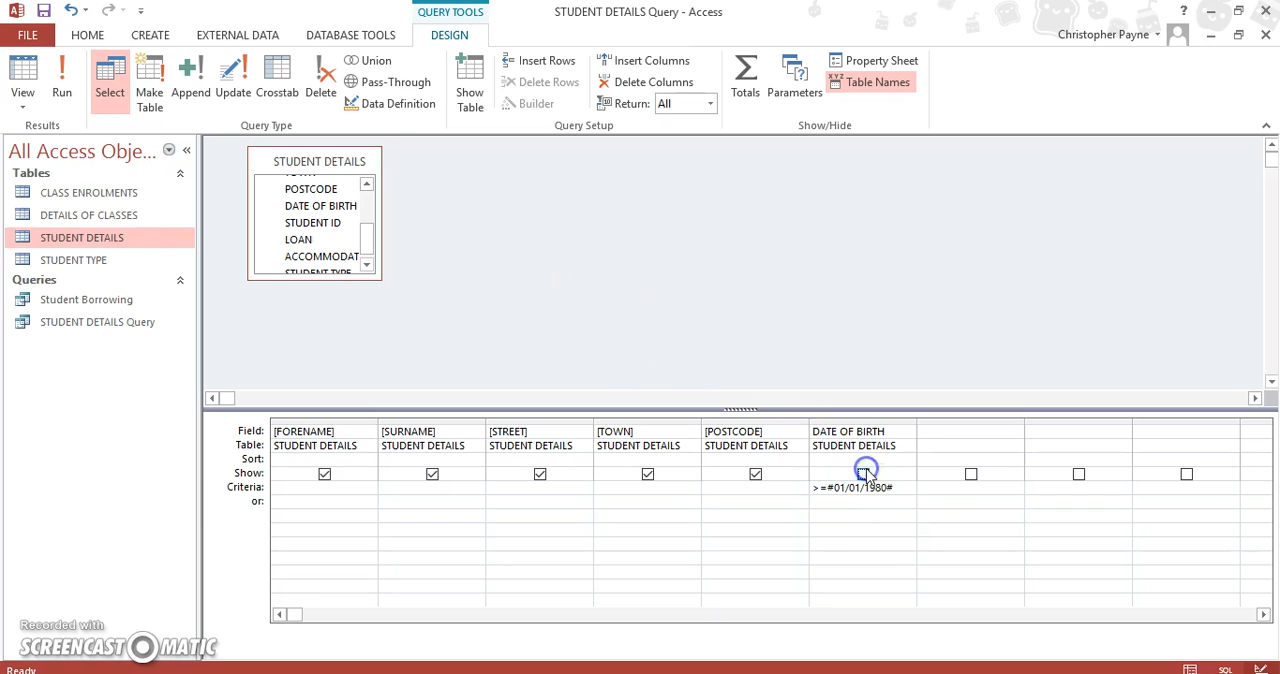 QUERY TOOLS
STUDENT DETAILS Query - Access
?
FILE
HOME
CREATE
EXTERNAL DATA
DATABASE TOOLS
DESIGN
Christopher Payne
View
Run
Select
Make Table
Append
Update
Crosstab
Delete
Union
Pass-Through
Data Definition
Show Table
Insert Rows
Delete Rows
Builder
Insert Columns
Delete Columns
Return: All
Totals
Parameters
Property Sheet
XYZ Table Names
Results
Query Type
Query Setup
Show/Hide
All Access Obje...
Tables
CLASS ENROLMENTS
DETAILS OF CLASSES
STUDENT DETAILS
STUDENT TYPE
Queries
Student Borrowing
STUDENT DETAILS Query
STUDENT DETAILS
TOWN
POSTCODE
DATE OF BIRTH
STUDENT ID
LOAN
ACCOMMODAT
STUDENT TYPE
Field: [FORENAME] [SURNAME] [STREET] [TOWN] [POSTCODE] DATE OF BIRTH
Table: STUDENT DETAILS STUDENT DETAILS STUDENT DETAILS STUDENT DETAILS STUDENT DETAILS STUDENT DETAILS
Sort:
Show:
Criteria: >=#01/01/1980#
or:
Recorded with
SCREENCAST MATIC
Ready
SQL